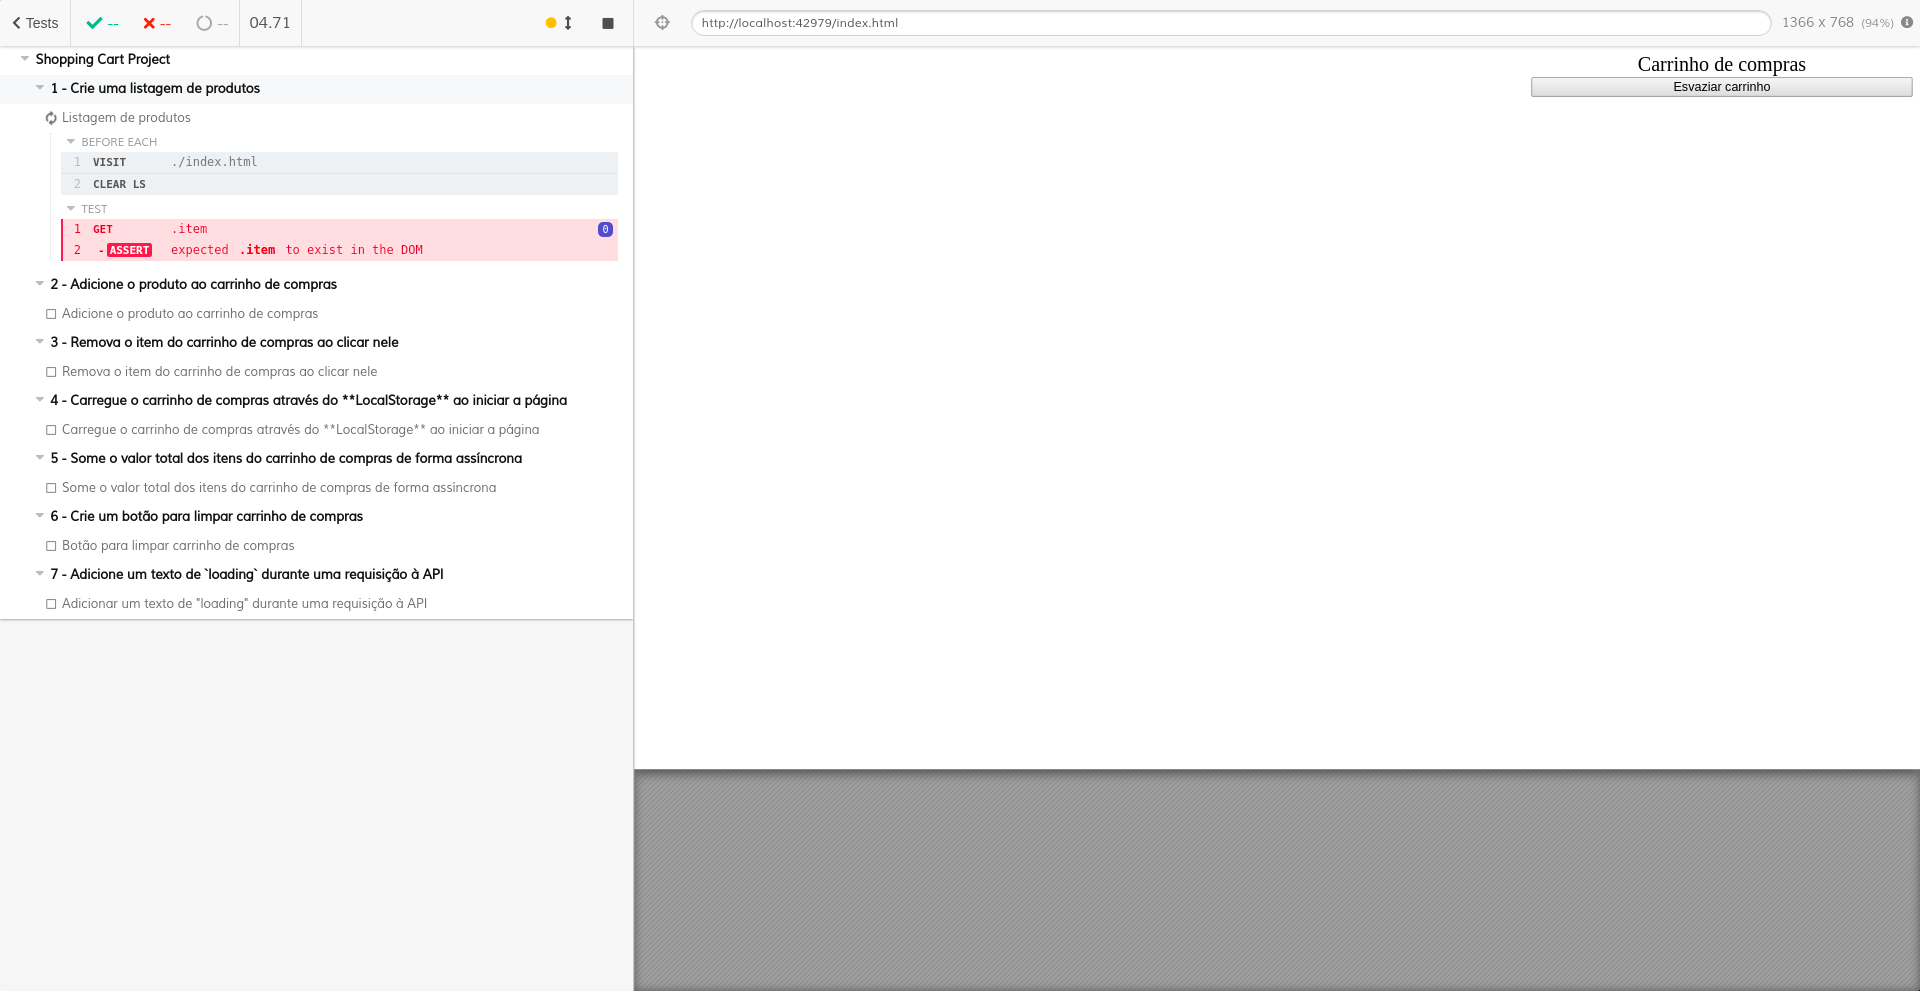 Tests -- -- -- 04.71
http://localhost:42979/index.html 1366 x 768 (94%)
Shopping Cart Project
1 - Crie uma listagem de produtos
Listagem de produtos
BEFORE EACH
1 VISIT ./index.html
2 CLEAR LS
TEST
1 GET .item 0
2 - ASSERT expected .item to exist in the DOM
2 - Adicione o produto ao carrinho de compras
Adicione o produto ao carrinho de compras
3 - Remova o item do carrinho de compras ao clicar nele
Remova o item do carrinho de compras ao clicar nele
4 - Carregue o carrinho de compras através do **LocalStorage** ao iniciar a página
Carregue o carrinho de compras através do **LocalStorage** ao iniciar a página
5 - Some o valor total dos itens do carrinho de compras de forma assíncrona
Some o valor total dos itens do carrinho de compras de forma assíncrona
6 - Crie um botão para limpar carrinho de compras
Botão para limpar carrinho de compras
7 - Adicione um texto de `loading` durante uma requisição à API
Adicionar um texto de "loading" durante uma requisição à API
Carrinho de compras
Esvaziar carrinho